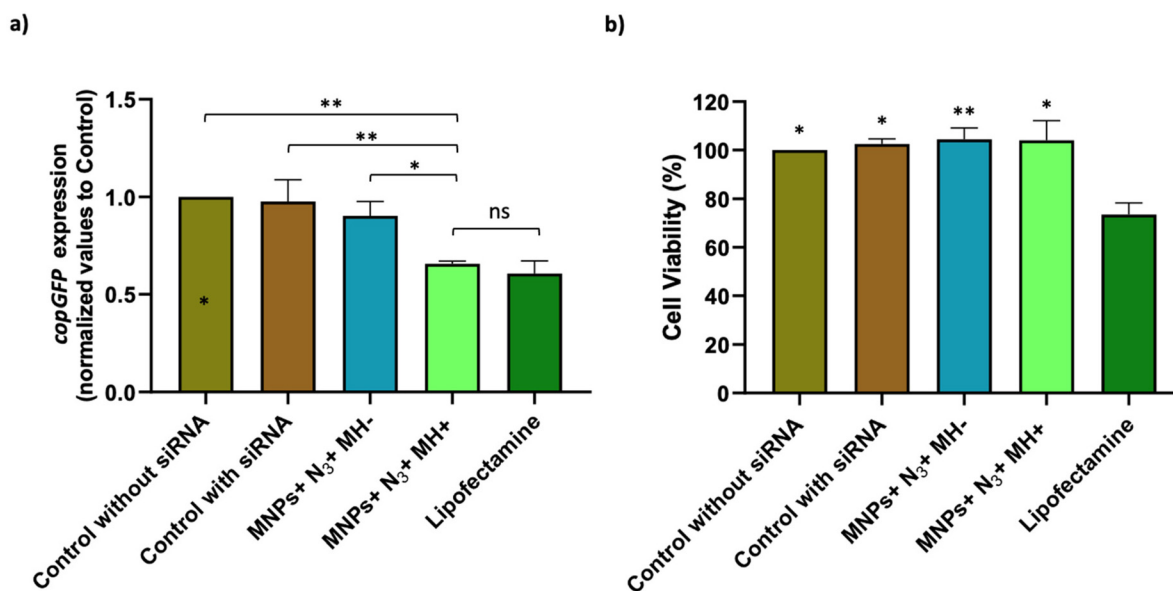 a)
copGFP expression
(normalized values to Control)
1.5
1.0
0.5
0.0
**
**
*
ns
*
Control without siRNA
Control with siRNA
MNPs+ N₃+ MH-
MNPs+ N₃+ MH+
Lipofectamine
b)
Cell Viability (%)
120
100
80
60
40
20
0
*
*
**
*
Control without siRNA
Control with siRNA
MNPs+ N₃+ MH-
MNPs+ N₃+ MH+
Lipofectamine